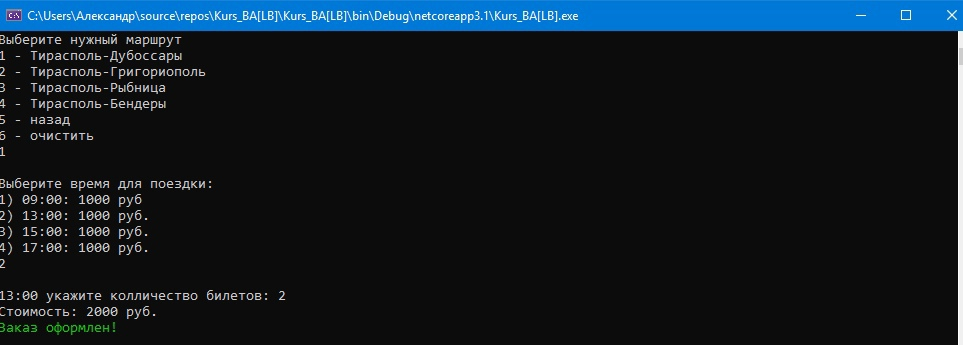 C:\Users\Александр\source\repos\Kurs_BA[LB]\Kurs_BA[LB]\bin\Debug\netcoreapp3.1\Kurs_BA[LB].exe
Выберите нужный маршрут
1 - Тирасполь-Дубоссары
2 - Тирасполь-Григориополь
3 - Тирасполь-Рыбница
4 - Тирасполь-Бендеры
5 - назад
6 - очистить
1
Выберите время для поездки:
1) 09:00: 1000 руб
2) 13:00: 1000 руб.
3) 15:00: 1000 руб.
4) 17:00: 1000 руб.
2
13:00 укажите колличество билетов: 2
Стоимость: 2000 руб.
Заказ оформлен!